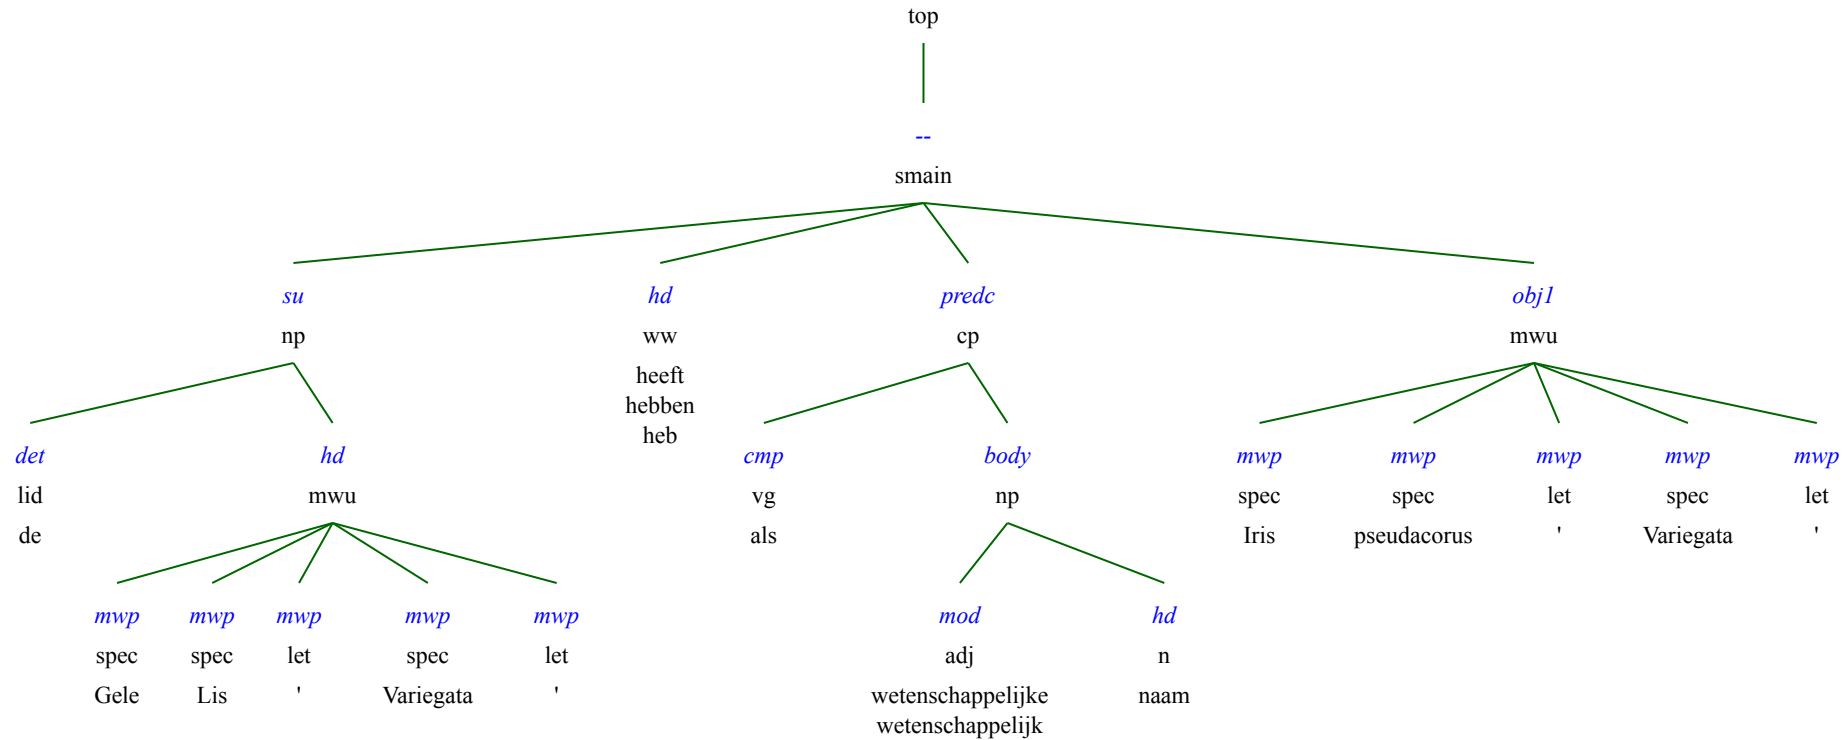 top
--
smain
su hd predc obj1
np ww cp mwu
heeft
hebben
heb
det hd cmp body mwp mwp mwp mwp mwp
lid mwu vg np spec spec let spec let
de als Iris pseudacorus ' Variegata '
mwp mwp mwp mwp mwp mod hd
spec spec let spec let adj n
Gele Lis ' Variegata ' wetenschappelijke naam
wetenschappelijk